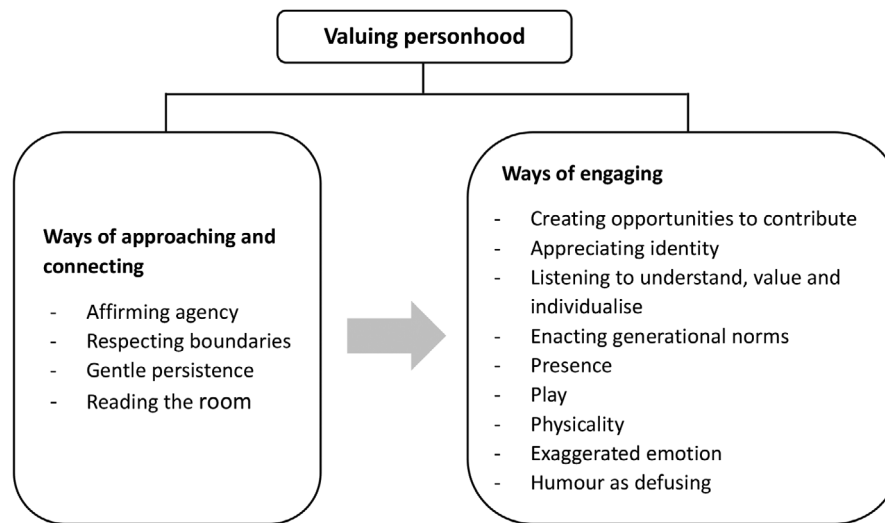 Valuing personhood
Ways of approaching and
connecting
- Affirming agency
- Respecting boundaries
- Gentle persistence
- Reading the room
Ways of engaging
- Creating opportunities to contribute
- Appreciating identity
- Listening to understand, value and
individualise
- Enacting generational norms
- Presence
- Play
- Physicality
- Exaggerated emotion
- Humour as defusing